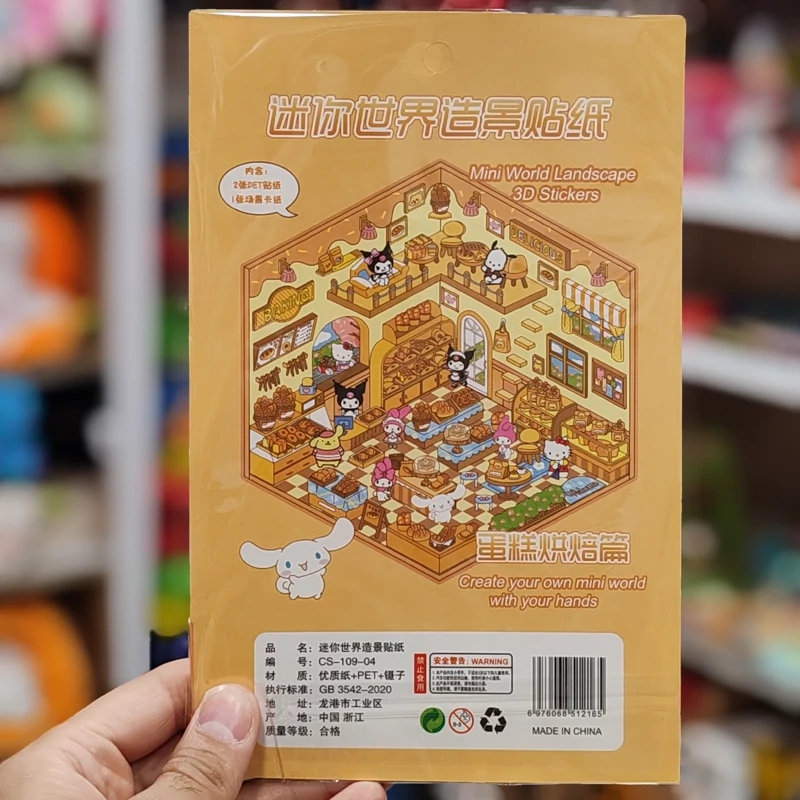 迷你世界造景贴纸
Mini World Landscape
3D Stickers
内含:
2张PET贴纸
1张场景卡纸
DELICIOUS
BAKING
蛋糕烘焙篇
Create your own mini world
with your hands
品 名: 迷你世界造景贴纸
编 号: CS-109-04
材 质: 优质纸+PET+镊子
执行标准: GB 3542-2020
地 址: 龙港市工业区
产 地: 中国 浙江
质量等级: 合格
禁止食用
安全警告: WARNING
0-3
6 976068 512165
MADE IN CHINA